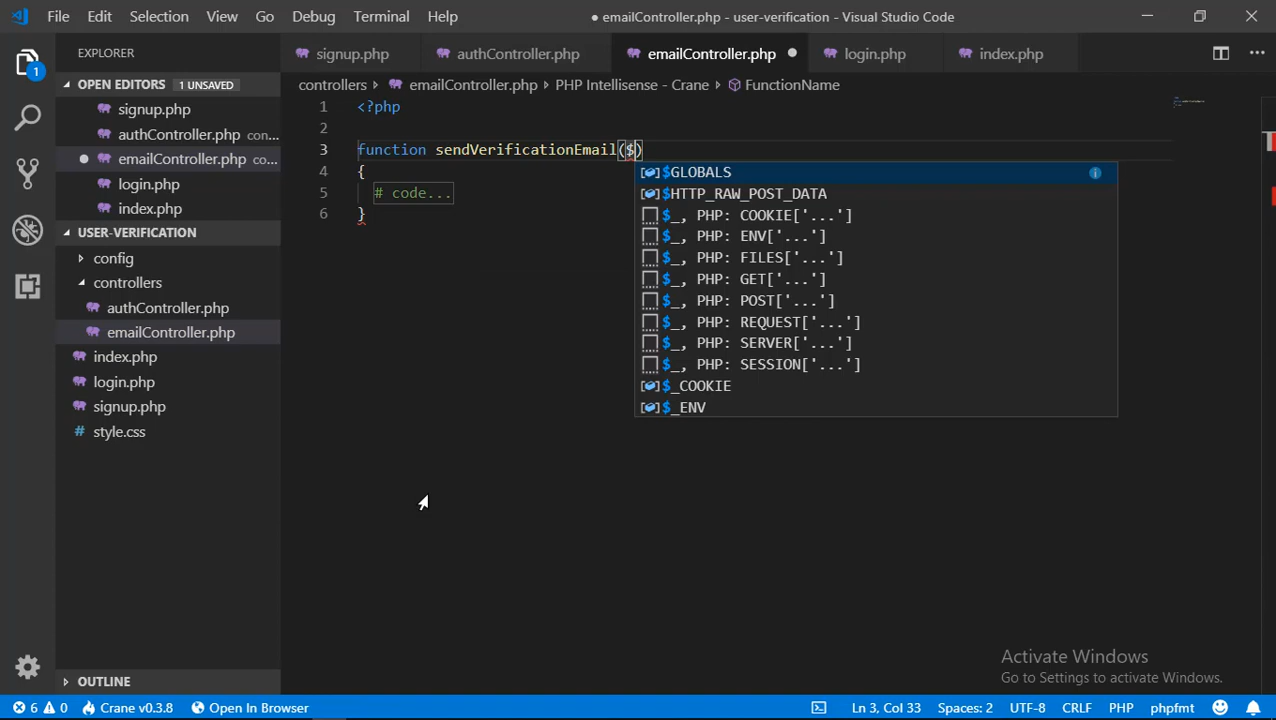 File Edit Selection View Go Debug Terminal Help
● emailController.php - user-verification - Visual Studio Code
EXPLORER
signup.php authController.php emailController.php login.php index.php
OPEN EDITORS 1 UNSAVED
signup.php
authController.php con...
emailController.php co...
login.php
index.php
USER-VERIFICATION
config
controllers
authController.php
emailController.php
index.php
login.php
signup.php
style.css
OUTLINE
1
controllers emailController.php PHP Intellisense - Crane FunctionName
1 <?php
2
3 function sendVerificationEmail($)
4 {
5 # code...
6 }
$GLOBALS
$HTTP_RAW_POST_DATA
$_, PHP: COOKIE['...']
$_, PHP: ENV['...']
$_, PHP: FILES['...']
$_, PHP: GET['...']
$_, PHP: POST['...']
$_, PHP: REQUEST['...']
$_, PHP: SERVER['...']
$_, PHP: SESSION['...']
$_COOKIE
$_ENV
Activate Windows
Go to Settings to activate Windows.
6 0 Crane v0.3.8 Open In Browser Ln 3, Col 33 Spaces: 2 UTF-8 CRLF PHP phpfmt